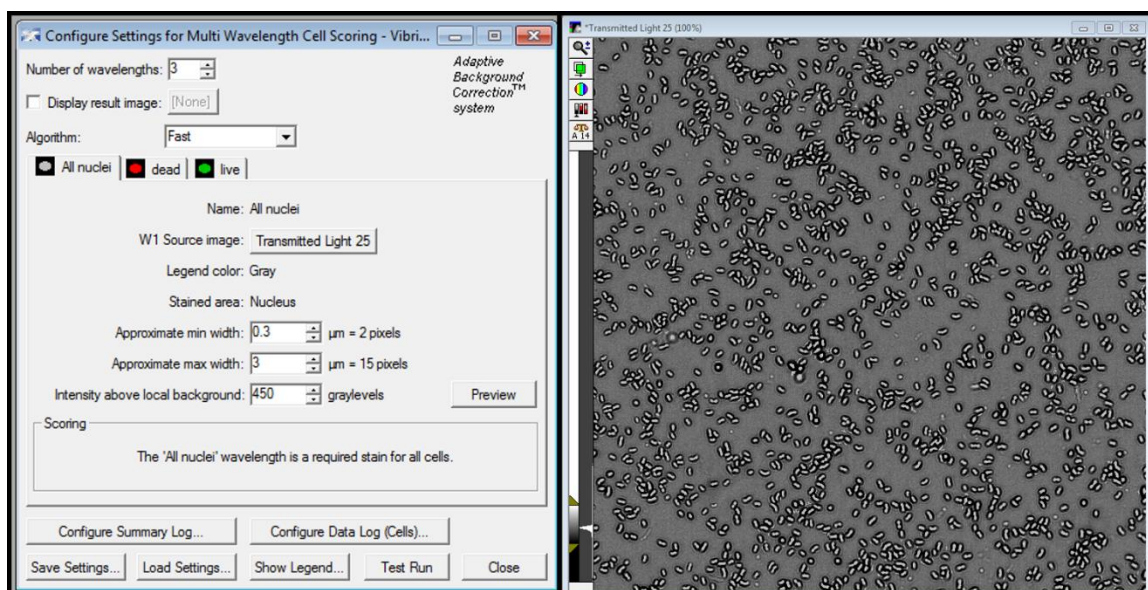 Configure Settings for Multi Wavelength Cell Scoring - Vibri...
Number of wavelengths: 3
Adaptive
Background
Correction™
system
Display result image: [None]
Algorithm: Fast
All nuclei dead live
Name: All nuclei
W1 Source image: Transmitted Light 25
Legend color: Gray
Stained area: Nucleus
Approximate min width: 0.3 µm = 2 pixels
Approximate max width: 3 µm = 15 pixels
Intensity above local background: 450 graylevels Preview
Scoring
The 'All nuclei' wavelength is a required stain for all cells.
Configure Summary Log... Configure Data Log (Cells)...
Save Settings... Load Settings... Show Legend... Test Run Close
*Transmitted Light 25 (100%)
A 14